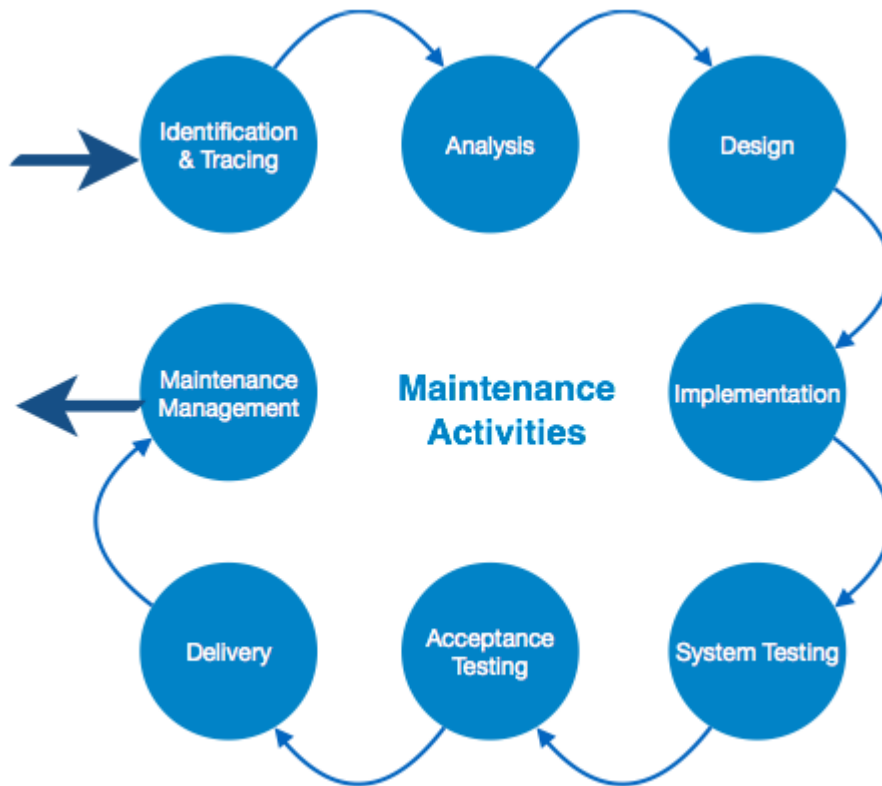 Identification
& Tracing
Analysis
Design
Maintenance
Management
Maintenance
Activities
Implementation
Delivery
Acceptance
Testing
System Testing